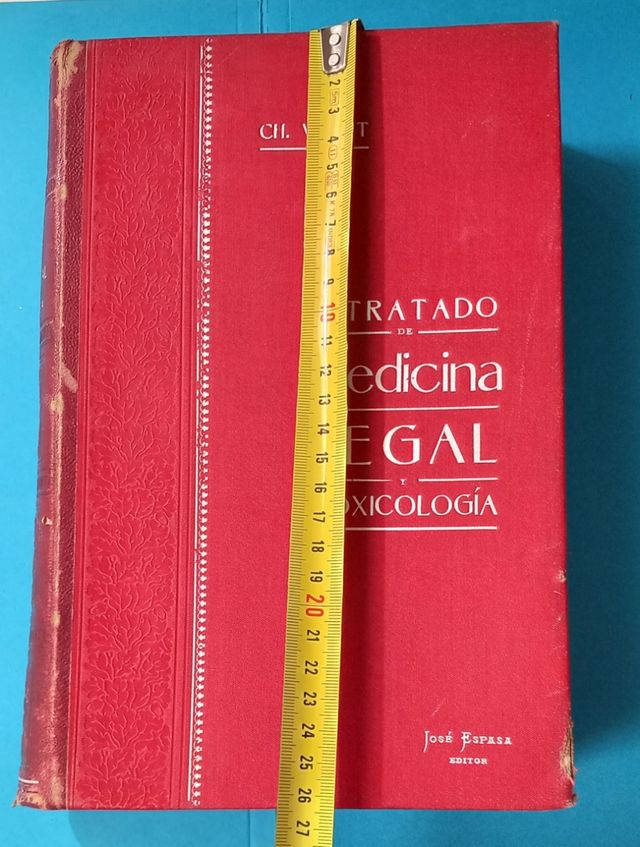 CH. V T
TRATADO
DE
edicina
EGAL
Y
OXICOLOGÍA
JOSÉ ESPASA
EDITOR
2
3
4
5
6
7
8
9
10
11
12
13
14
15
16
17
18
19
20
21
22
23
24
25
26
27